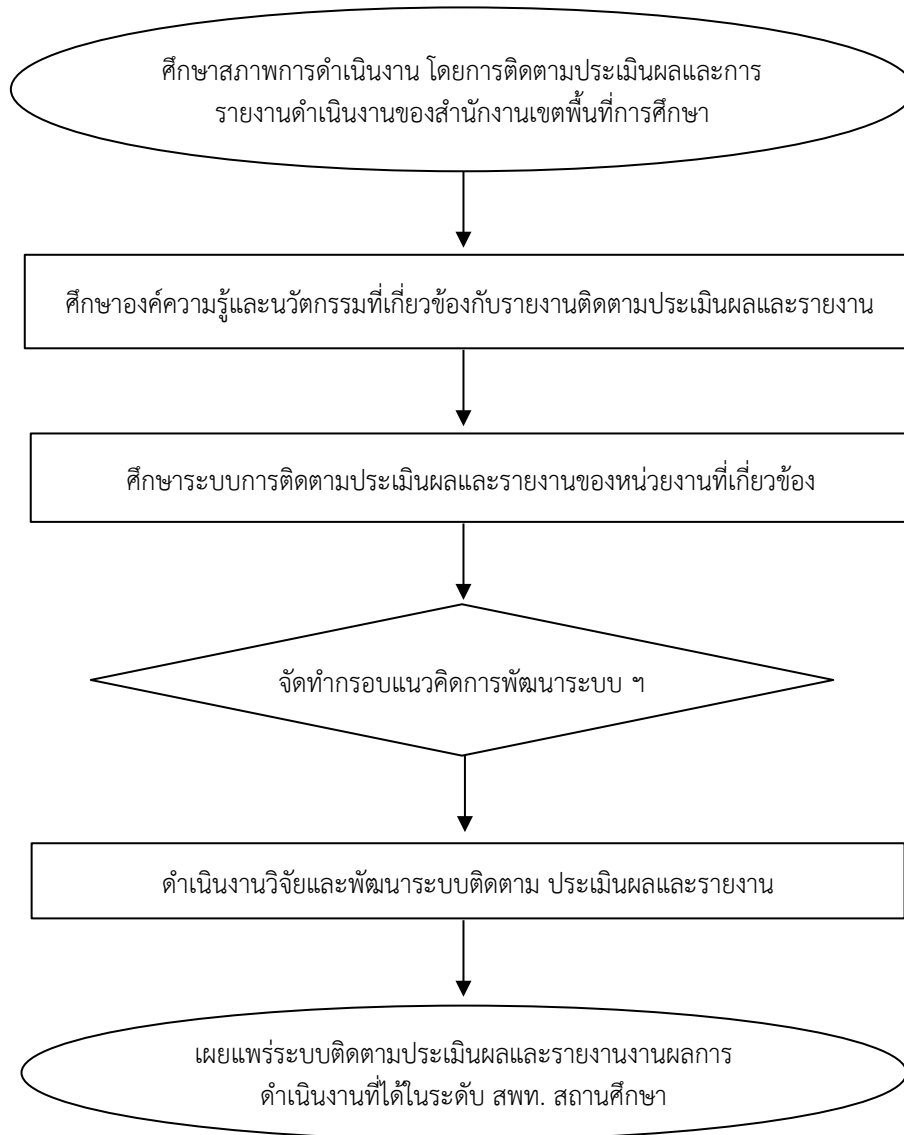 ศึกษาสภาพการดำเนินงาน โดยการติดตามประเมินผลและการ
รายงานดำเนินงานของสำนักงานเขตพื้นที่การศึกษา
ศึกษาองค์ความรู้และนวัตกรรมที่เกี่ยวข้องกับรายงานติดตามประเมินผลและรายงาน
ศึกษาระบบการติดตามประเมินผลและรายงานของหน่วยงานที่เกี่ยวข้อง
จัดทำกรอบแนวคิดการพัฒนาระบบ ฯ
ดำเนินงานวิจัยและพัฒนาระบบติดตาม ประเมินผลและรายงาน
เผยแพร่ระบบติดตามประเมินผลและรายงานงานผลการ
ดำเนินงานที่ได้ในระดับ สพท. สถานศึกษา